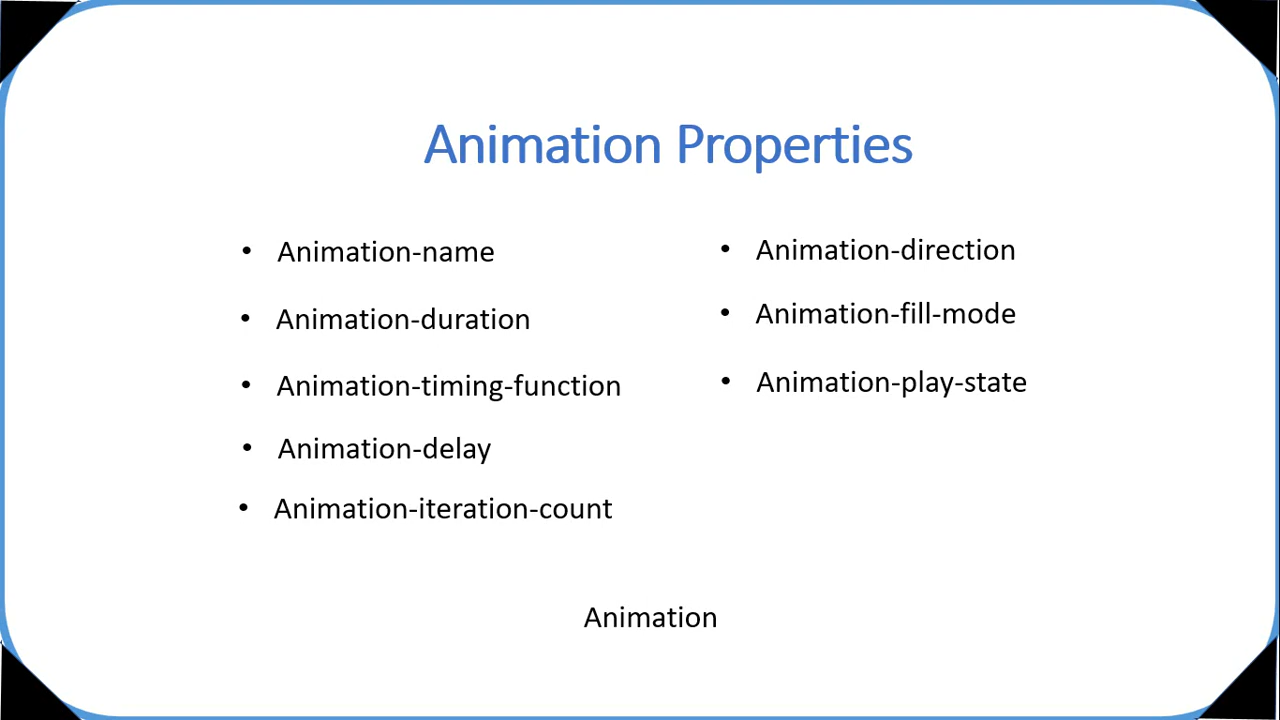 Animation Properties
• Animation-name
• Animation-duration
• Animation-timing-function
• Animation-delay
• Animation-iteration-count
• Animation-direction
• Animation-fill-mode
• Animation-play-state
Animation